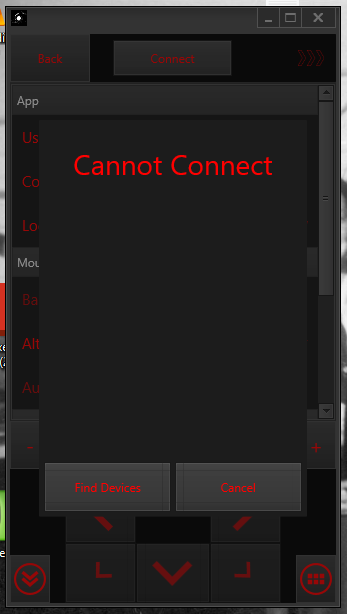 Back
Connect
App
Us
Cannot Connect
Co
Lo
Mou
Ba
Alt
Au
-
+
Find Devices
Cancel